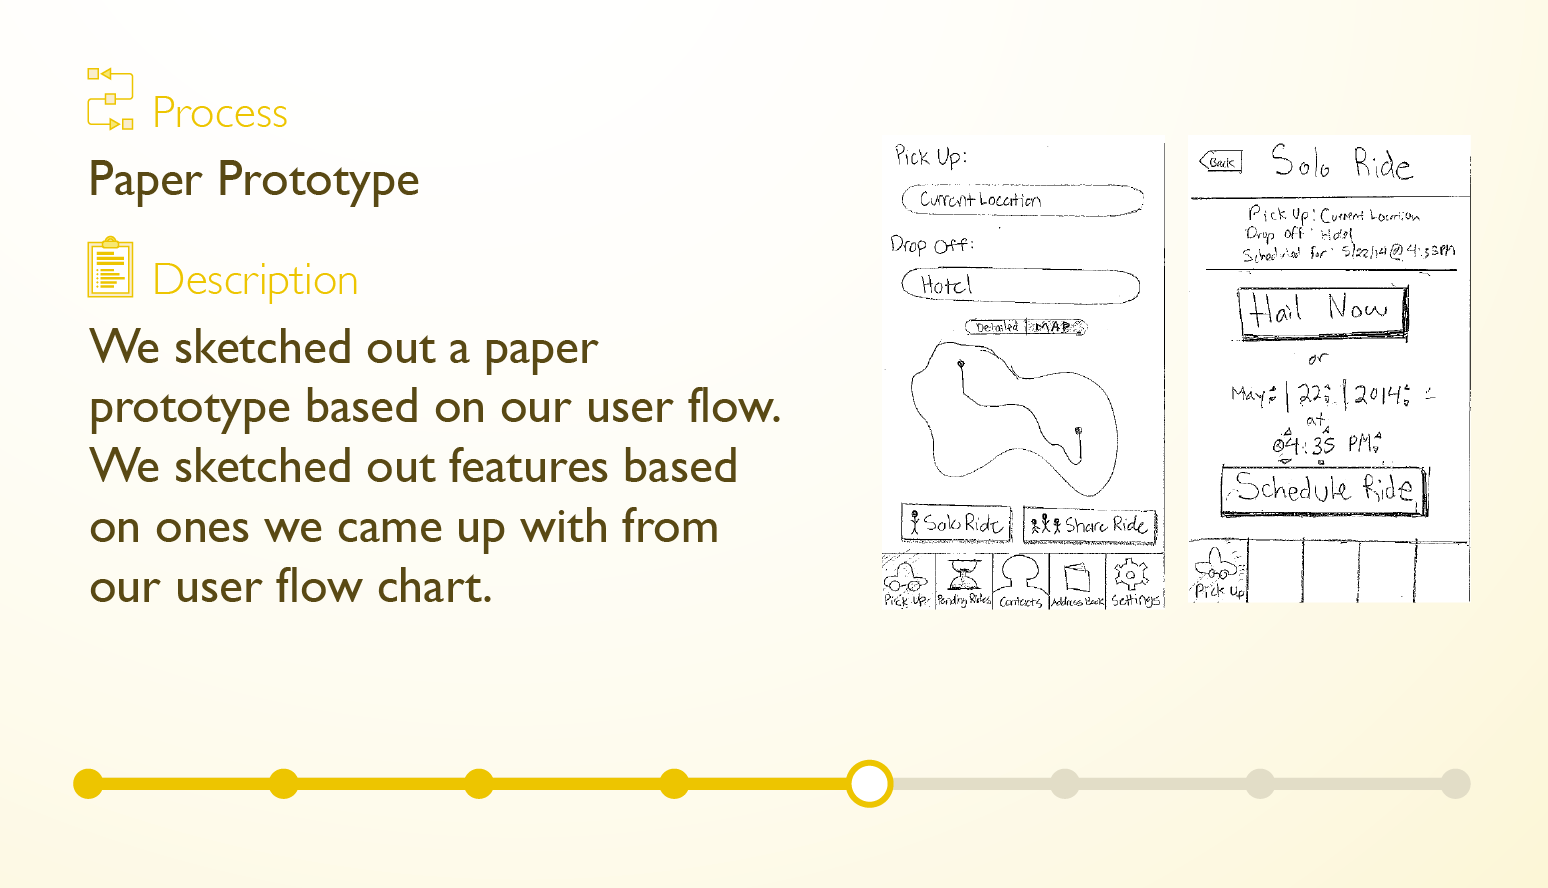 Process
Paper Prototype
Description
We sketched out a paper
prototype based on our user flow.
We sketched out features based
on ones we came up with from
our user flow chart.
Pick Up:
Current Location
Drop Off:
Hotel
Detailed MAP
Solo Ride Share Ride
Pick Up Pending Rides Contacts Address Book Settings
Back Solo Ride
Pick Up: Current Location
Drop Off: Hotel
Scheduled for: 5/22/14 @ 4:35PM
Hail Now
or
May | 22 | 2014
at
04:35 PM
Schedule Ride
Pick Up